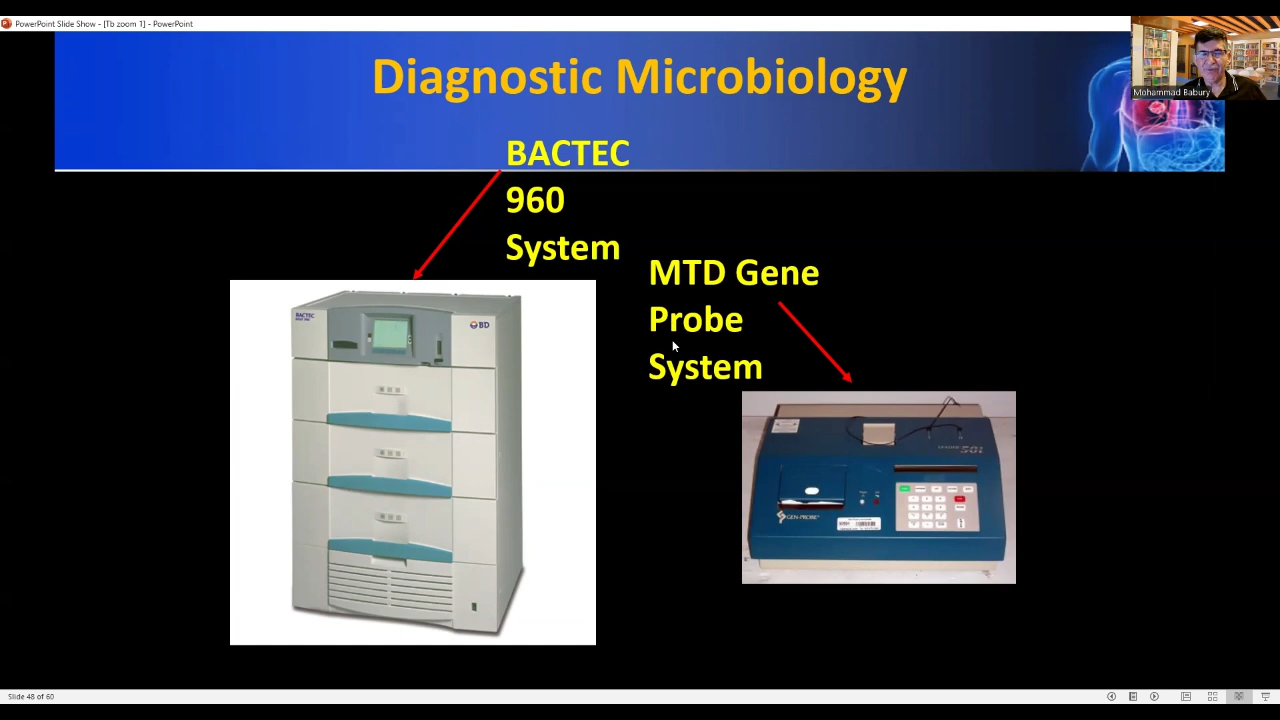 PowerPoint Slide Show - [Tb zoom 1] - PowerPoint
Mohammad Babury
Diagnostic Microbiology
BACTEC
960
System
MTD Gene
Probe
System
BACTEC
BD
501
GEN-PROBE
Slide 48 of 60